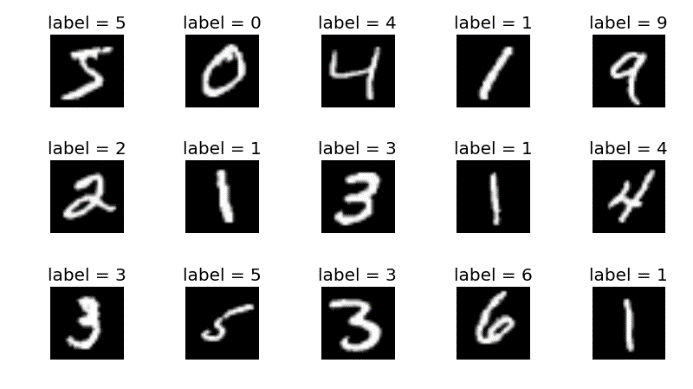 label = 5 label = 0 label = 4 label = 1 label = 9
5 0 4 1 9
label = 2 label = 1 label = 3 label = 1 label = 4
2 1 3 1 4
label = 3 label = 5 label = 3 label = 6 label = 1
3 5 3 6 1